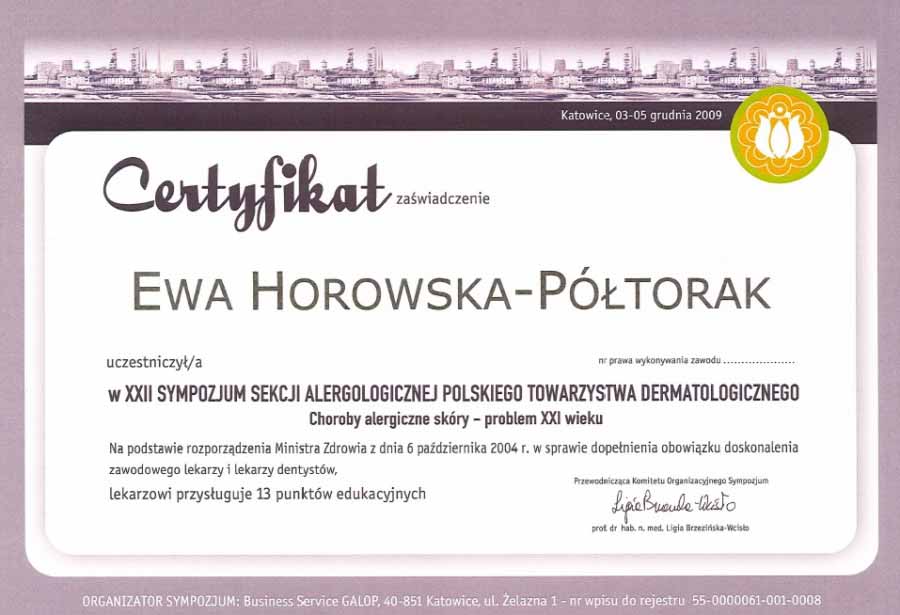 Katowice, 03-05 grudnia 2009
Certyfikat zaświadczenie
EWA HOROWSKA-PÓŁTORAK
uczestniczył/a
nr prawa wykonywania zawodu ......................
w XXII SYMPOZJUM SEKCJI ALERGOLOGICZNEJ POLSKIEGO TOWARZYSTWA DERMATOLOGICZNEGO
Choroby alergiczne skóry – problem XXI wieku
Na podstawie rozporządzenia Ministra Zdrowia z dnia 6 października 2004 r. w sprawie dopełnienia obowiązku doskonalenia
zawodowego lekarzy i lekarzy dentystów,
lekarzowi przysługuje 13 punktów edukacyjnych
Przewodnicząca Komitetu Organizacyjnego Sympozjum
prof. dr hab. n. med. Ligia Brzezińska-Wcisło
ORGANIZATOR SYMPOZJUM: Business Service GALOP, 40-851 Katowice, ul. Żelazna 1 - nr wpisu do rejestru 55-0000061-001-0008